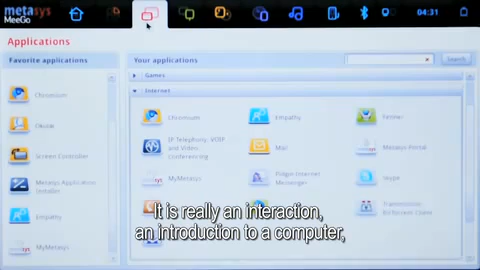 metasys
MeeGo
04:31
Applications
Favorite applications
Your applications
Search
Games
Internet
Chromium
Chromium
Empathy
Screen Controller
IP Telephony, VOIP
and Video
Conferencing
Mail
Metasys Portal
Metasys Application
Installer
MyMetasys
Pidgin Internet
Messenger
Skype
Empathy
Transmission
BitTorrent Client
MyMetasys
It is really an interaction,
an introduction to a computer,